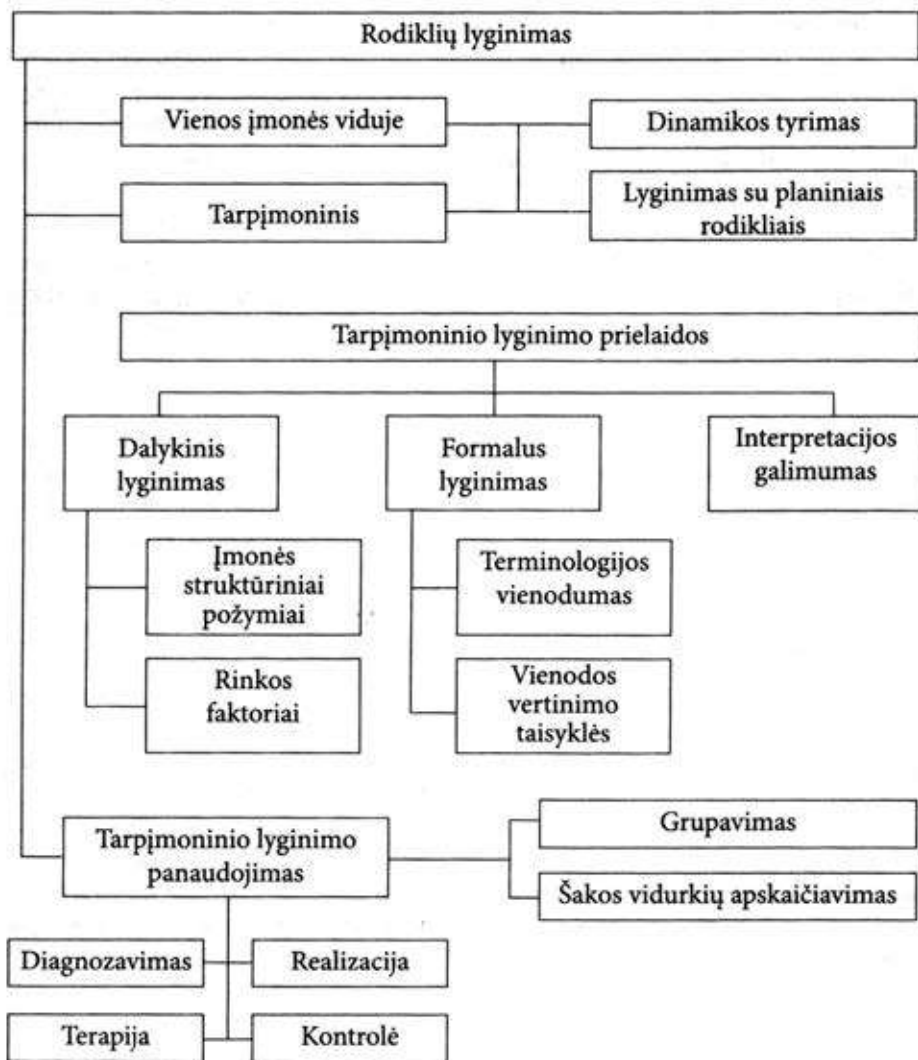 Rodiklių lyginimas
Vienos įmonės viduje
Dinamikos tyrimas
Tarpįmoninis
Lyginimas su planiniais
rodikliais
Tarpįmoninio lyginimo prielaidos
Dalykinis
lyginimas
Formalus
lyginimas
Interpretacijos
galimumas
Įmonės
struktūriniai
požymiai
Terminologijos
vienodumas
Rinkos
faktoriai
Vienodos
vertinimo
taisyklės
Tarpįmoninio lyginimo
panaudojimas
Grupavimas
Šakos vidurkių apskaičiavimas
Diagnozavimas
Realizacija
Terapija
Kontrolė